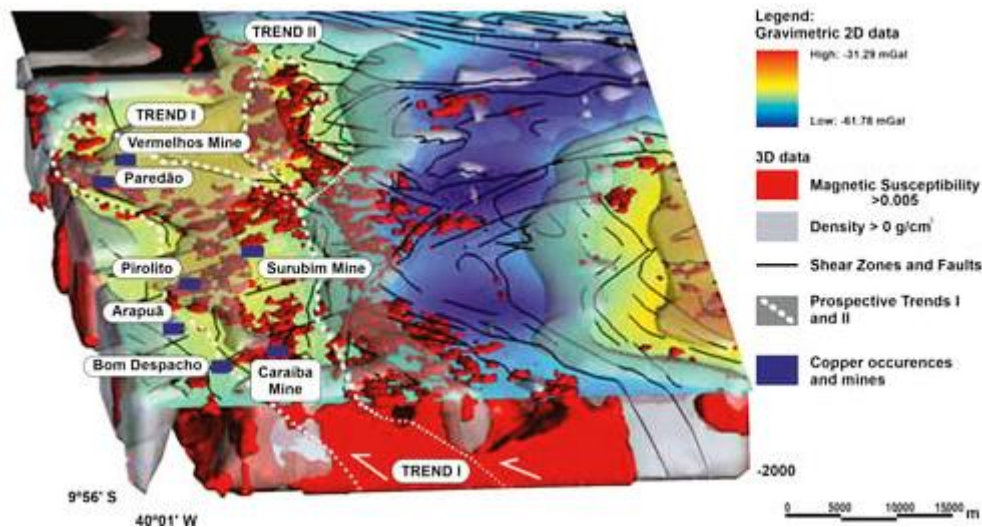 TREND II
TREND I
Vermelhos Mine
Paredão
Pirolito
Surubim Mine
Arapuã
Bom Despacho
Caraíba
Mine
TREND I
9°56' S
40°01' W
-2000
Legend:
Gravimetric 2D data
High: -31.29 mGal
Low: -61.78 mGal
3D data
Magnetic Susceptibility
>0.005
Density > 0 g/cm³
Shear Zones and Faults
Prospective Trends I
and II
Copper occurences
and mines
0 5000 10000 15000 m